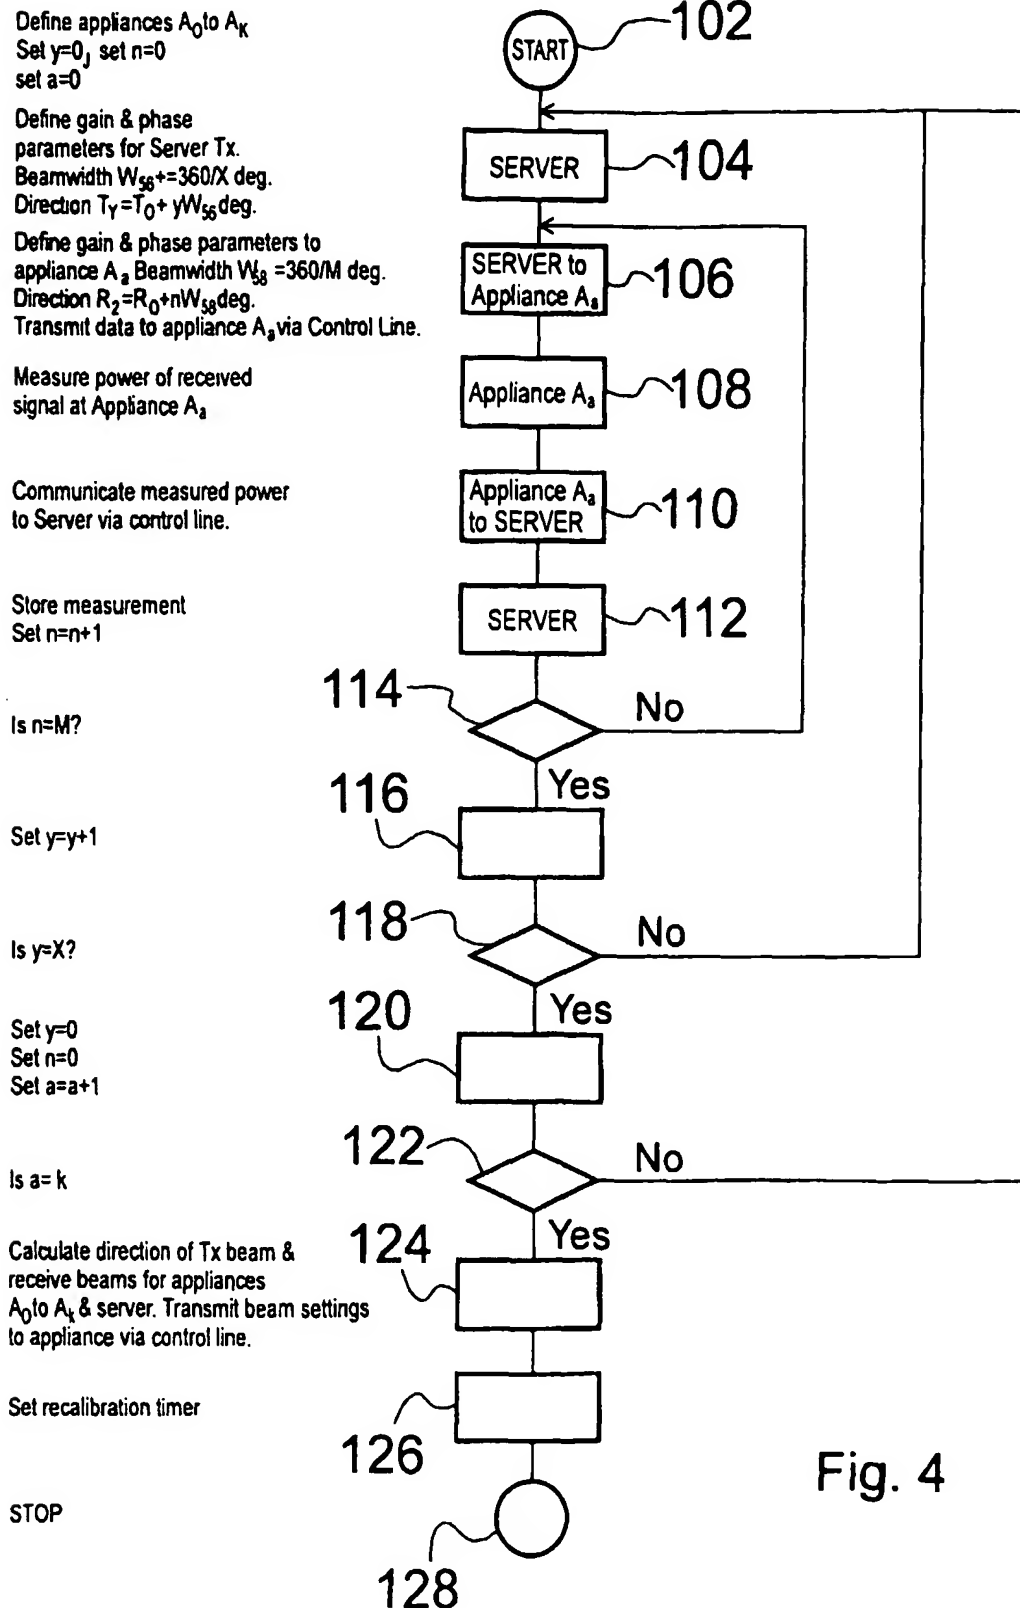 Define appliances A₀ to Aₖ
Set y=0, set n=0
set a=0
START
102
Define gain & phase
parameters for Server Tx.
Beamwidth W₅₆+=360/X deg.
Direction Tᵧ=T₀+ yW₅₆deg.
SERVER
104
Define gain & phase parameters to
appliance Aₐ Beamwidth W₅₈ =360/M deg.
Direction R₂=R₀+nW₅₈deg.
Transmit data to appliance Aₐ via Control Line.
SERVER to
Appliance Aₐ
106
Measure power of received
signal at Appliance Aₐ
Appliance Aₐ
108
Communicate measured power
to Server via control line.
Appliance Aₐ
to SERVER
110
Store measurement
Set n=n+1
SERVER
112
Is n=M?
114
No
Yes
Set y=y+1
116
Is y=X?
118
No
Yes
Set y=0
Set n=0
Set a=a+1
120
Is a= k
122
No
Yes
Calculate direction of Tx beam &
receive beams for appliances
A₀ to Aₖ & server. Transmit beam settings
to appliance via control line.
124
Set recalibration timer
126
STOP
128
Fig. 4